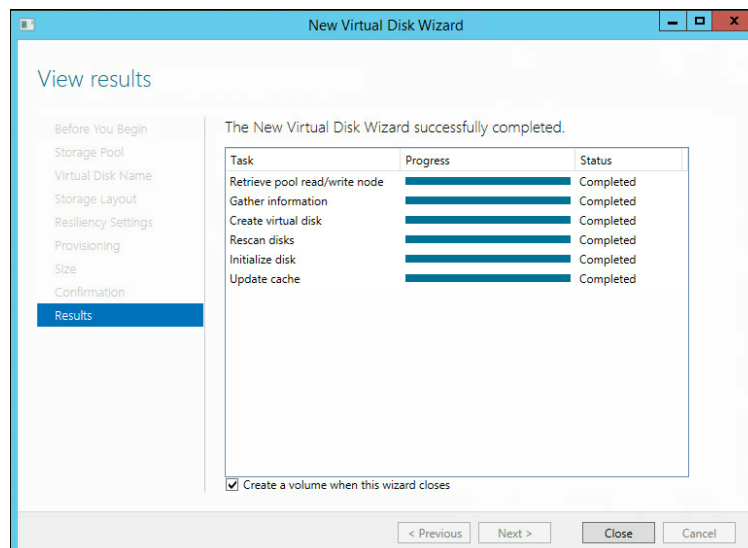 New Virtual Disk Wizard
View results
Before You Begin
Storage Pool
Virtual Disk Name
Storage Layout
Resiliency Settings
Provisioning
Size
Confirmation
Results
The New Virtual Disk Wizard successfully completed.
Task Progress Status
Retrieve pool read/write node Completed
Gather information Completed
Create virtual disk Completed
Rescan disks Completed
Initialize disk Completed
Update cache Completed
Create a volume when this wizard closes
< Previous Next > Close Cancel